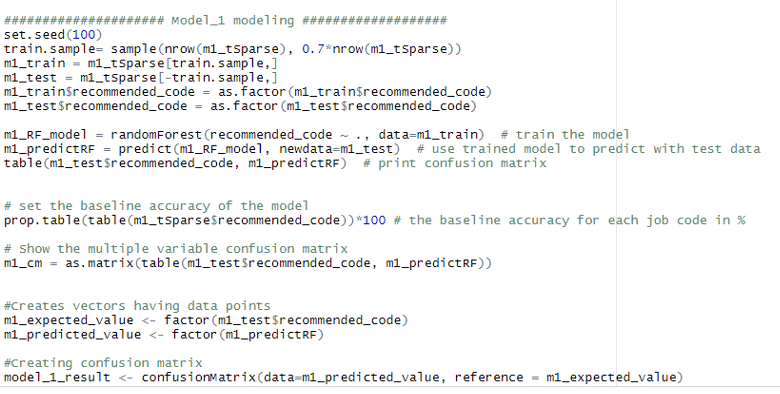 ##################### Model_1 modeling ###################
set.seed(100)
train.sample= sample(nrow(m1_tSparse), 0.7*nrow(m1_tSparse))
m1_train = m1_tSparse[train.sample,]
m1_test = m1_tSparse[-train.sample,]
m1_train$recommended_code = as.factor(m1_train$recommended_code)
m1_test$recommended_code = as.factor(m1_test$recommended_code)
m1_RF_model = randomForest(recommended_code ~ ., data=m1_train)  # train the model
m1_predictRF = predict(m1_RF_model, newdata=m1_test)  # use trained model to predict with test data
table(m1_test$recommended_code, m1_predictRF)  # print confusion matrix
# set the baseline accuracy of the model
prop.table(table(m1_tSparse$recommended_code))*100 # the baseline accuracy for each job code in %
# Show the multiple variable confusion matrix
m1_cm = as.matrix(table(m1_test$recommended_code, m1_predictRF))
#Creates vectors having data points
m1_expected_value <- factor(m1_test$recommended_code)
m1_predicted_value <- factor(m1_predictRF)
#Creating confusion matrix
model_1_result <- confusionMatrix(data=m1_predicted_value, reference = m1_expected_value)